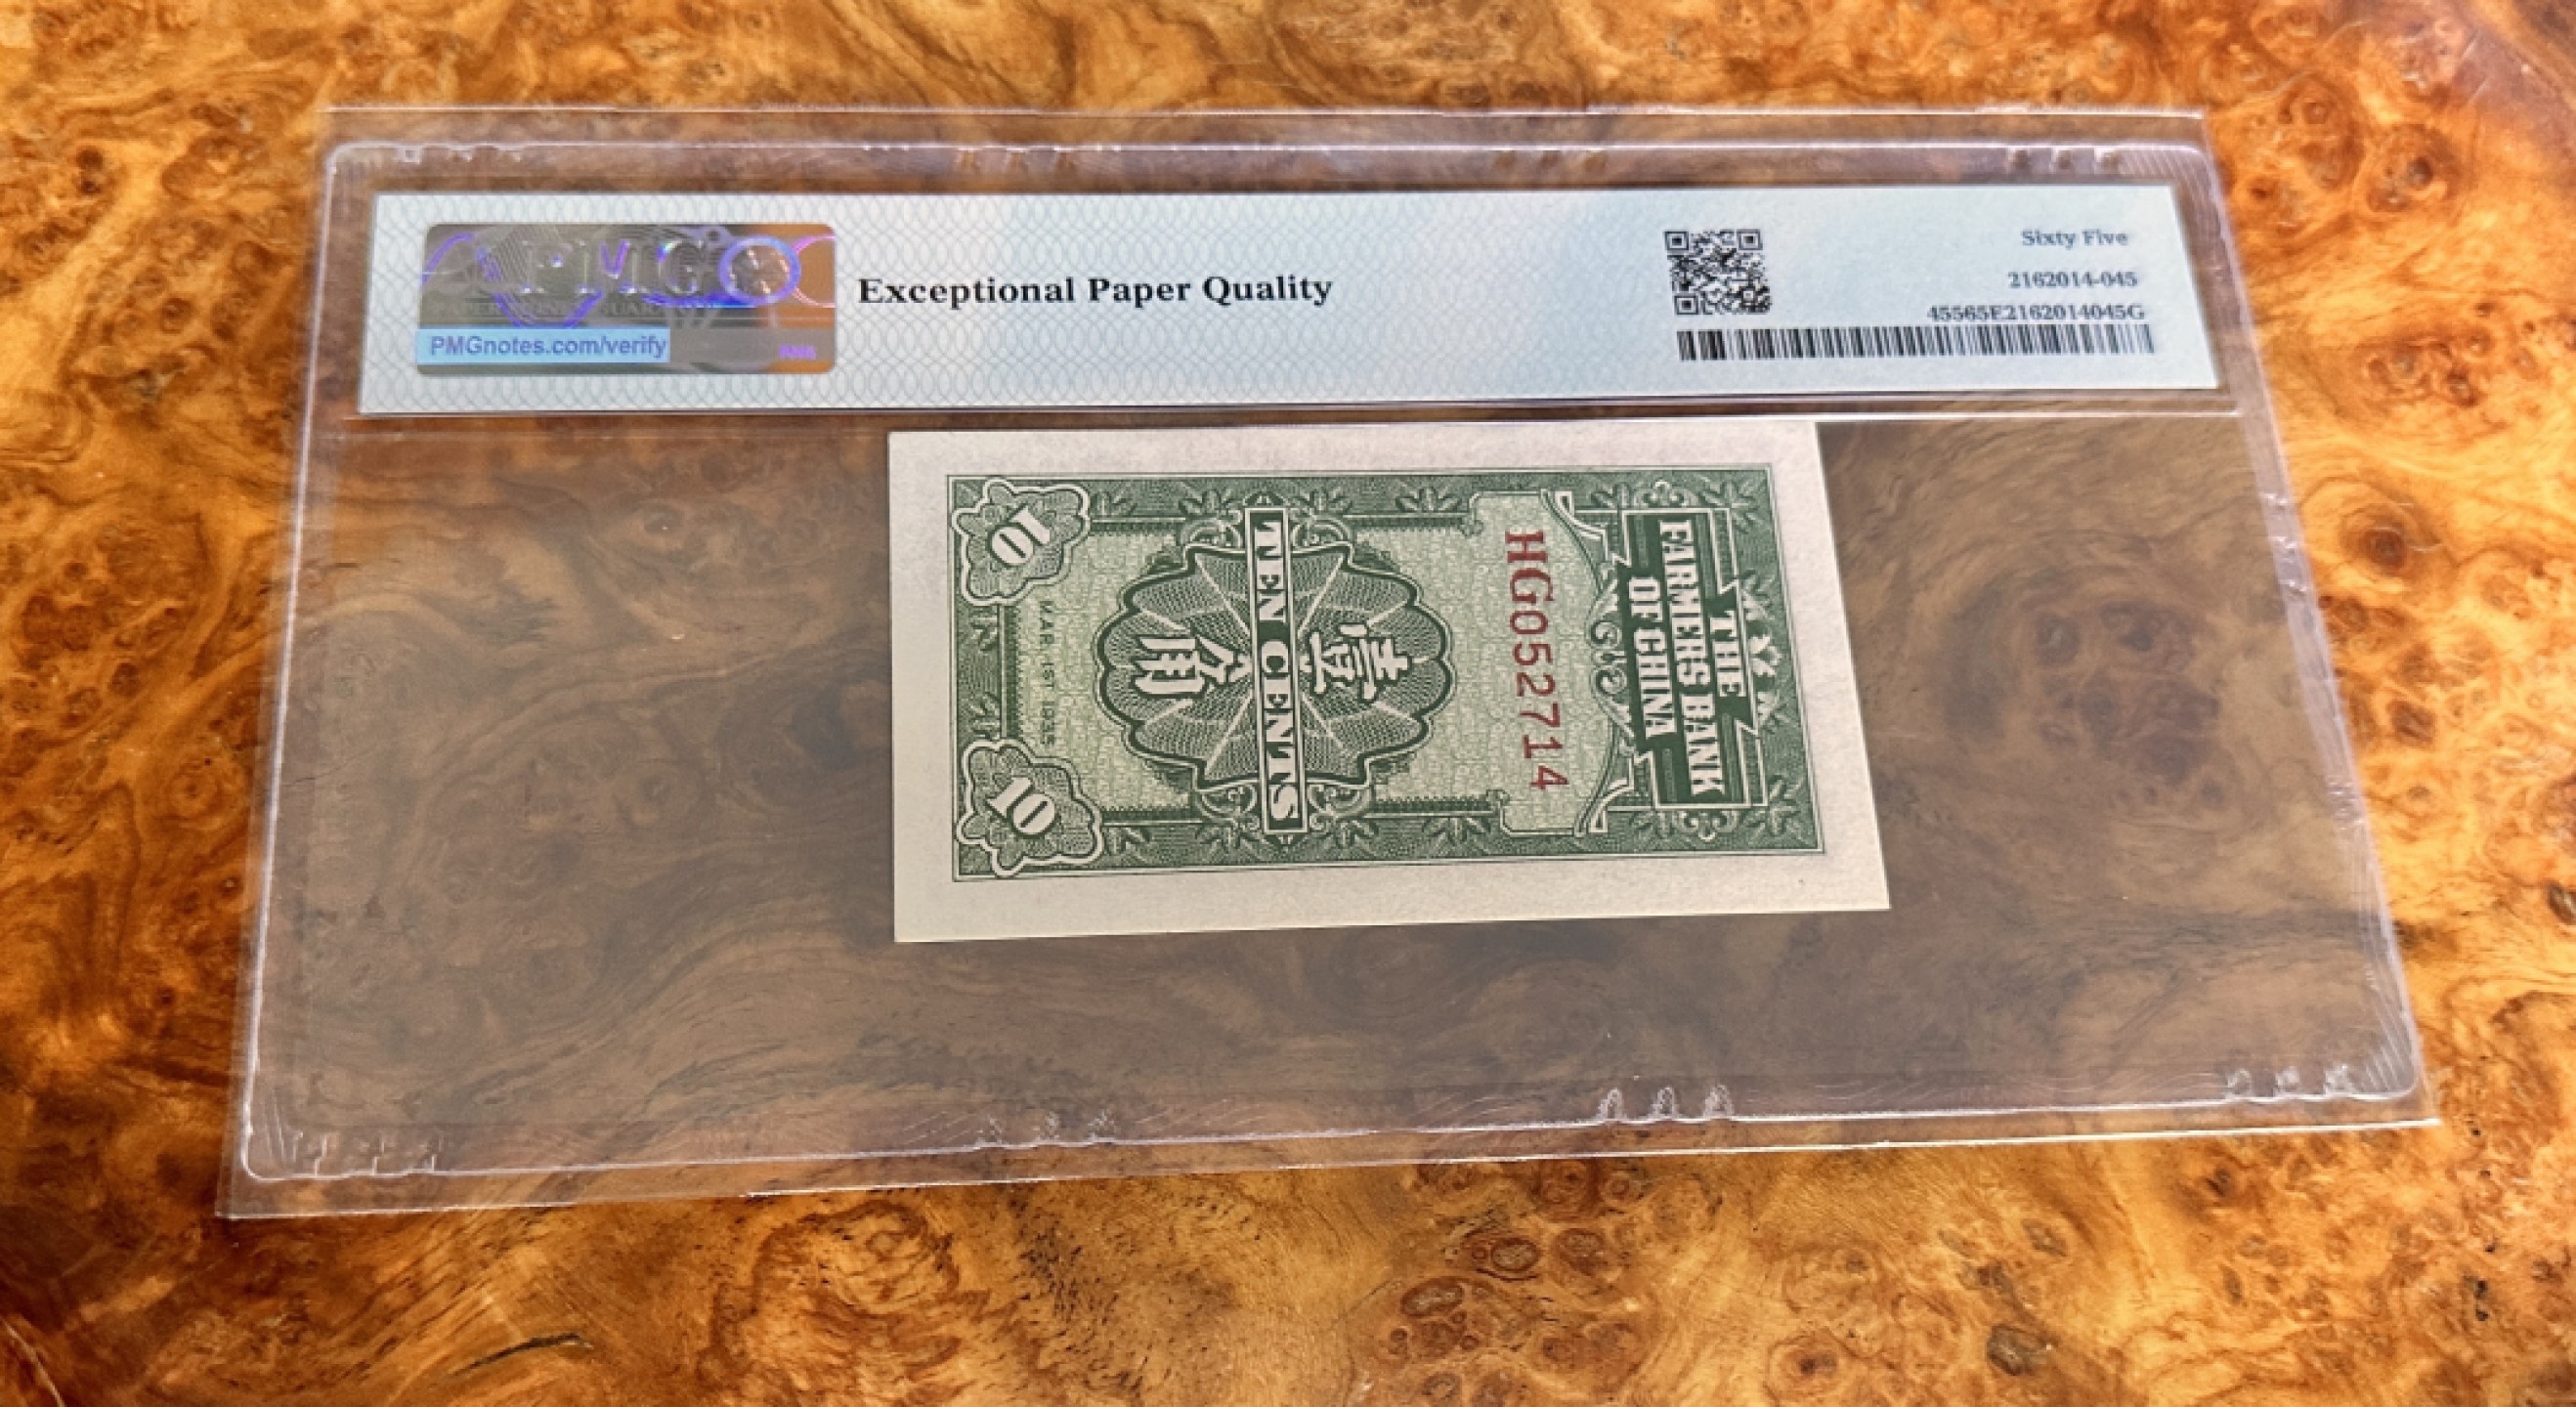 PMG
PMGnotes.com/verify
Exceptional Paper Quality
Sixty Five
2162014-045
45565E2162014045G
THE
FARMERS BANK
OF CHINA
HG052714
壹
TEN CENTS
角
MAR. 1ST 1935
10
10